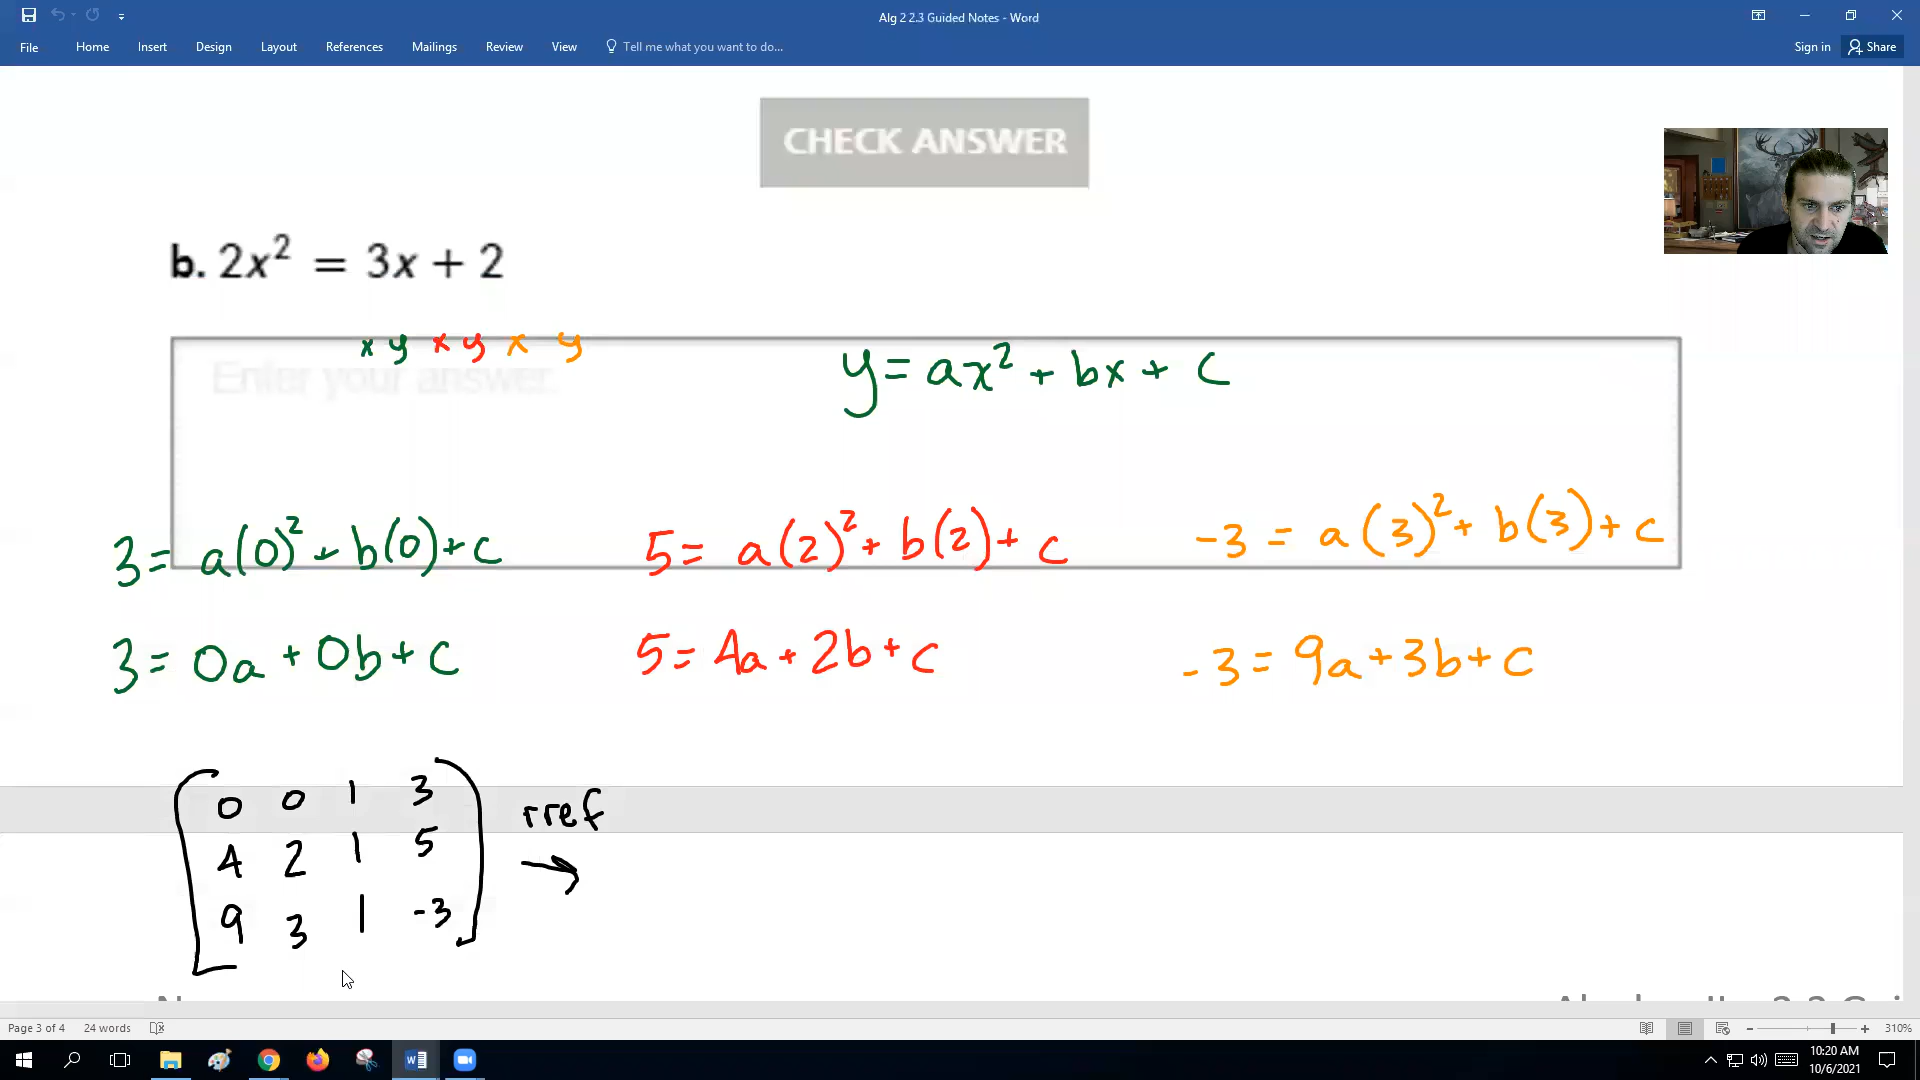 Alg 2 2.3 Guided Notes - Word
File Home Insert Design Layout References Mailings Review View Tell me what you want to do... Sign in Share
CHECK ANSWER
b. 2x² = 3x + 2
x y x y x y
Enter your answer.
y = ax² + bx + c
3 = a(0)² + b(0) + c
5 = a(2)² + b(2) + c
-3 = a(3)² + b(3) + c
3 = 0a + 0b + c
5 = 4a + 2b + c
-3 = 9a + 3b + c
0 0 1 3
4 2 1 5
9 3 1 -3
rref
Page 3 of 4 24 words 310%
10:20 AM
10/6/2021